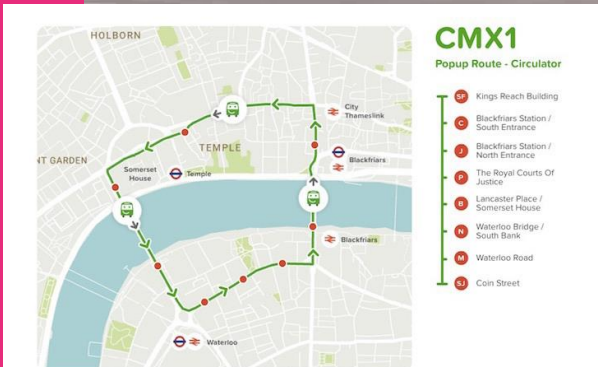 HOLBORN
City
Thameslink
TEMPLE
NT GARDEN
Somerset
House
Temple
Blackfriars
Blackfriars
Waterloo
CMX1
Popup Route - Circulator
SF Kings Reach Building
C Blackfriars Station /
South Entrance
J Blackfriars Station /
North Entrance
P The Royal Courts Of
Justice
B Lancaster Place /
Somerset House
N Waterloo Bridge /
South Bank
M Waterloo Road
SJ Coin Street